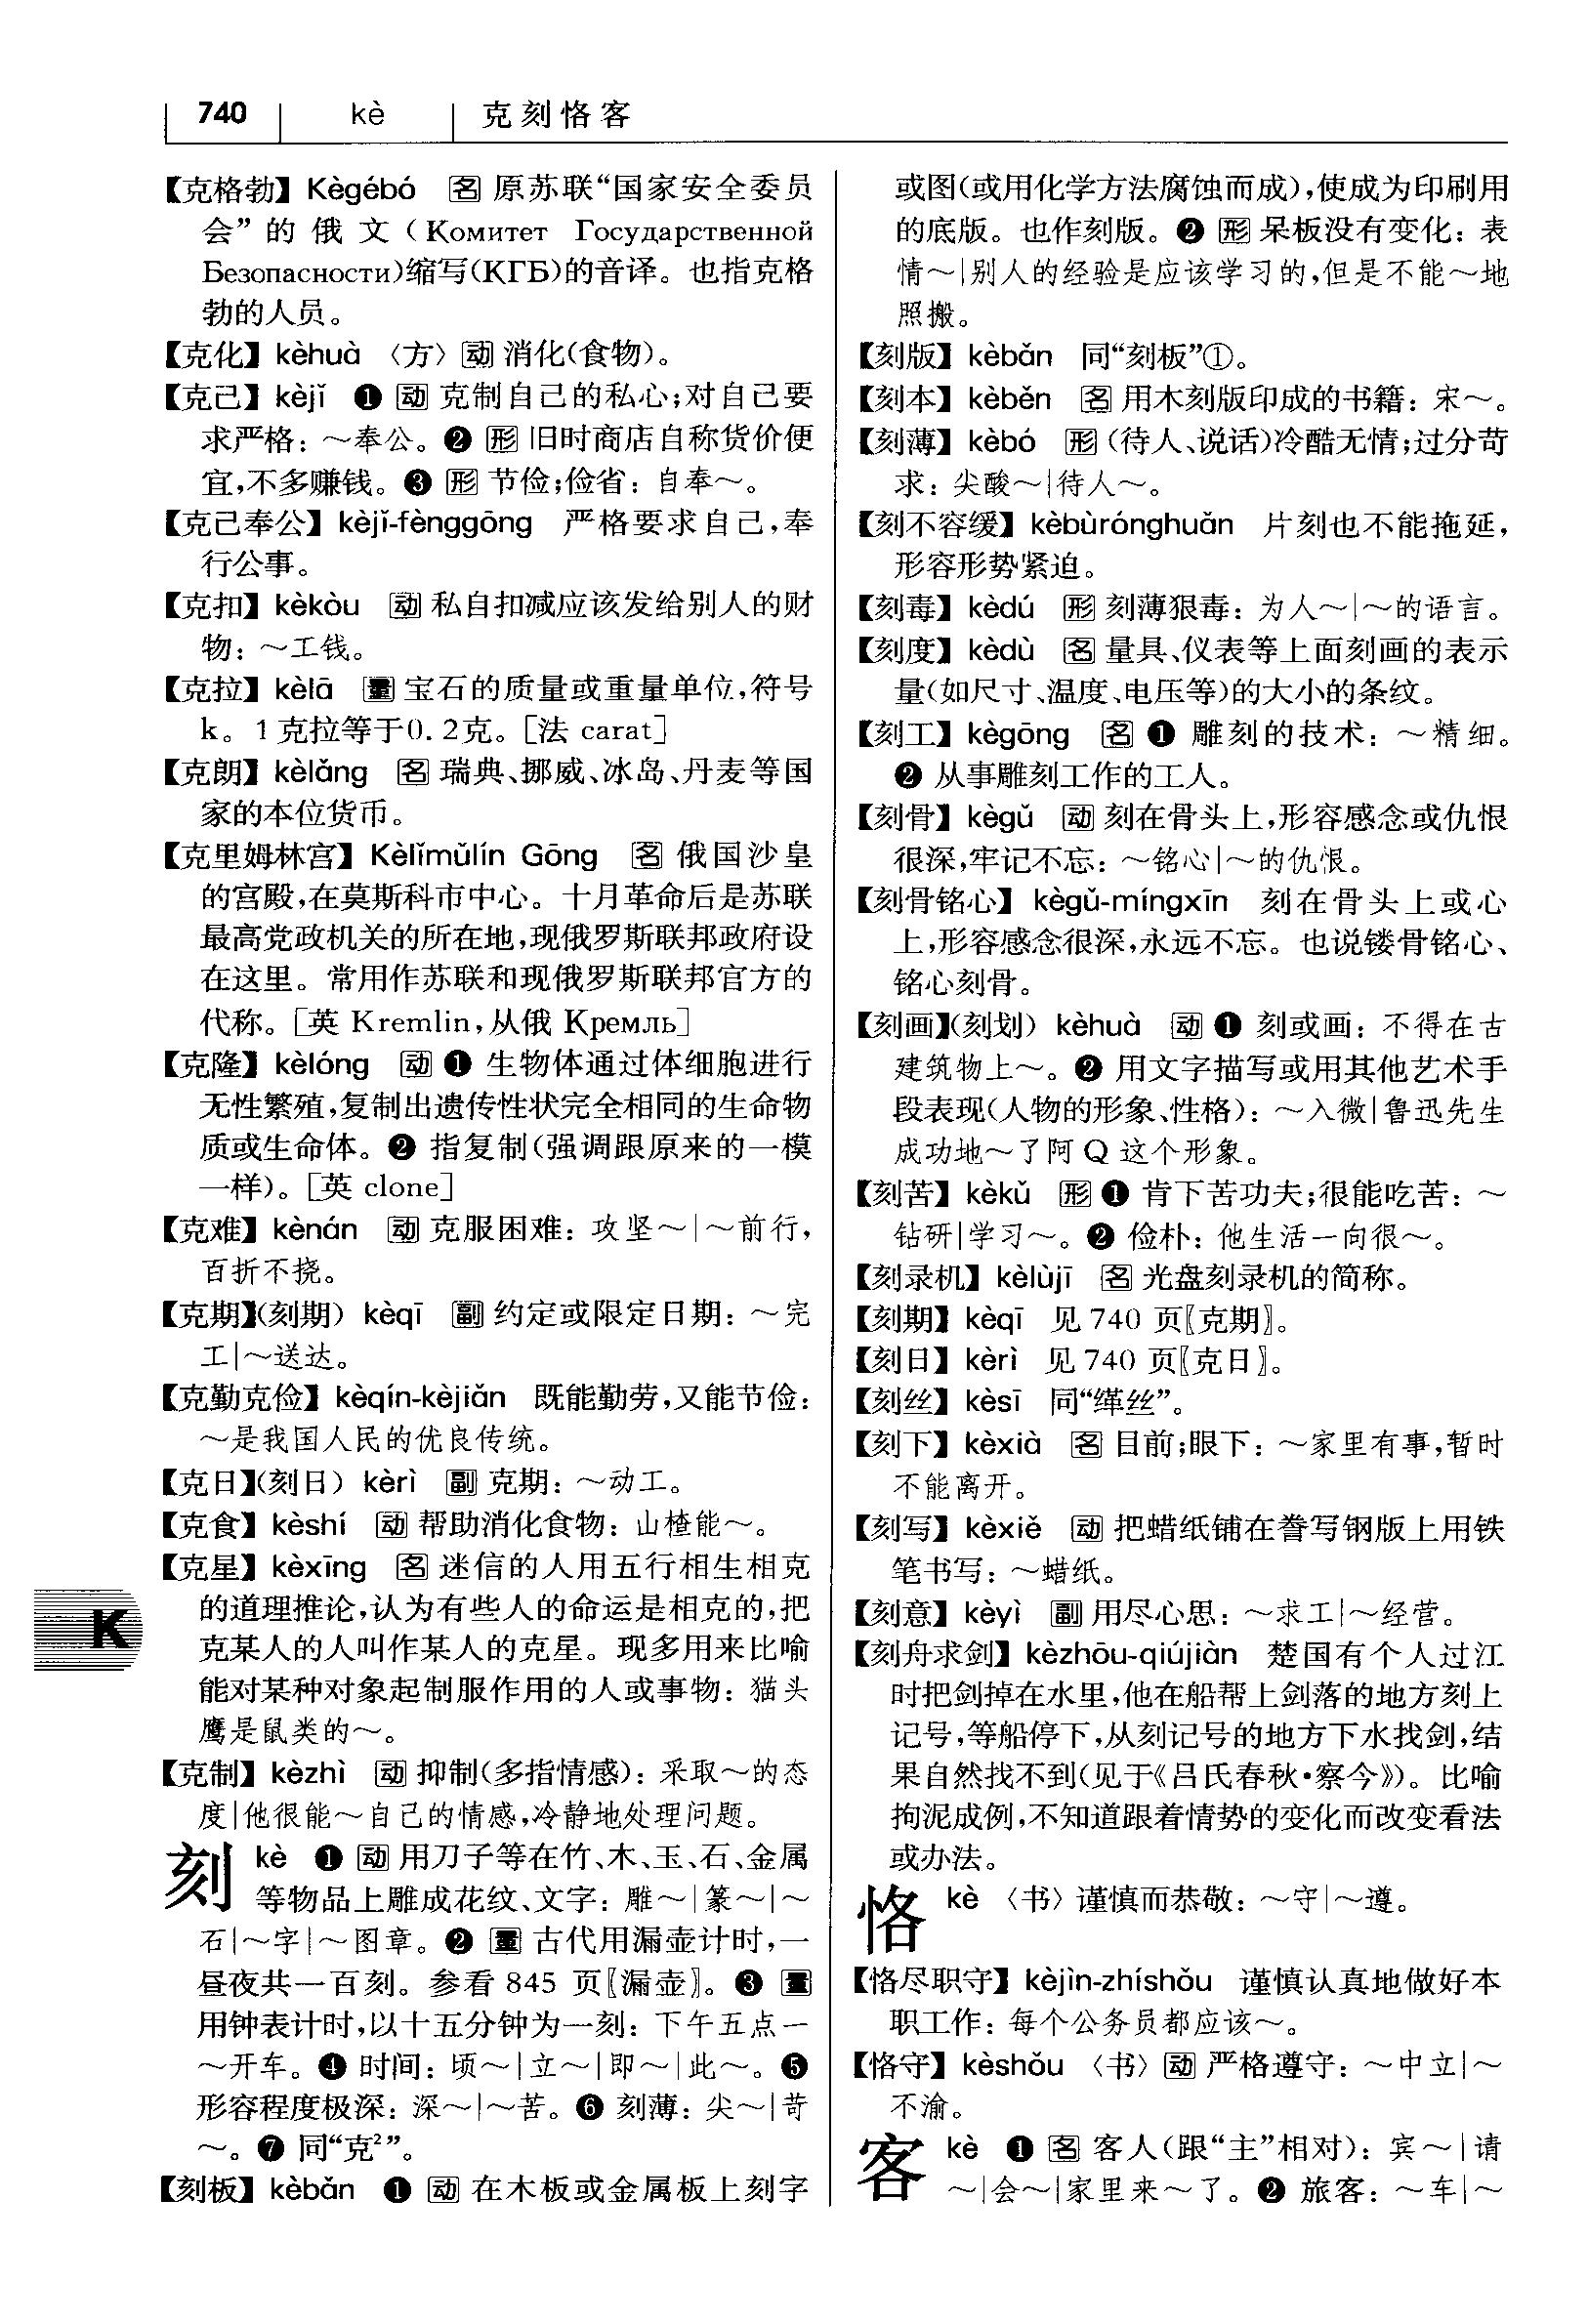 740 kè 克刻恪客
【克格勃】 Kègébó 名 原苏联“国家安全委员
会”的俄文(Комитет Государственной
Безопасности)缩写(КГБ)的音译。也指克格
勃的人员。
【克化】 kèhuà 〈方〉 动 消化(食物)。
【克己】 kèjǐ ❶ 动 克制自己的私心;对自己要
求严格：～奉公。❷ 形 旧时商店自称货价便
宜,不多赚钱。❸ 形 节俭;俭省：自奉～。
【克己奉公】 kèjǐ-fènggōng 严格要求自己,奉
行公事。
【克扣】 kèkòu 动 私自扣减应该发给别人的财
物：～工钱。
【克拉】 kèlā 量 宝石的质量或重量单位,符号
k。1克拉等于0.2克。[法 carat]
【克朗】 kèlǎng 名 瑞典、挪威、冰岛、丹麦等国
家的本位货币。
【克里姆林宫】 Kèlǐmǔlín Gōng 名 俄国沙皇
的宫殿,在莫斯科市中心。十月革命后是苏联
最高党政机关的所在地,现俄罗斯联邦政府设
在这里。常用作苏联和现俄罗斯联邦官方的
代称。[英 Kremlin,从俄 Кремль]
【克隆】 kèlóng 动 ❶ 生物体通过体细胞进行
无性繁殖,复制出遗传性状完全相同的生命物
质或生命体。❷ 指复制(强调跟原来的一模
一样)。[英 clone]
【克难】 kènán 动 克服困难：攻坚～|～前行,
百折不挠。
【克期】(刻期) kèqī 副 约定或限定日期：～完
工|～送达。
【克勤克俭】 kèqín-kèjiǎn 既能勤劳,又能节俭：
～是我国人民的优良传统。
【克日】(刻日) kèrì 副 克期：～动工。
【克食】 kèshí 动 帮助消化食物：山楂能～。
【克星】 kèxīng 名 迷信的人用五行相生相克
的道理推论,认为有些人的命运是相克的,把
克某人的人叫作某人的克星。现多用来比喻
能对某种对象起制服作用的人或事物：猫头
鹰是鼠类的～。
【克制】 kèzhì 动 抑制(多指情感)：采取～的态
度|他很能～自己的情感,冷静地处理问题。
刻 kè ❶ 动 用刀子等在竹、木、玉、石、金属
等物品上雕成花纹、文字：雕～|篆～|～
石|～字|～图章。❷ 量 古代用漏壶计时,一
昼夜共一百刻。参看845页〖漏壶〗。❸ 量
用钟表计时,以十五分钟为一刻：下午五点一
～开车。❹ 时间：顷～|立～|即～|此～。❺
形容程度极深：深～|～苦。❻ 刻薄：尖～|苛
～。❼ 同“克²”。
【刻板】 kèbǎn ❶ 动 在木板或金属板上刻字
或图(或用化学方法腐蚀而成),使成为印刷用
的底版。也作刻版。❷ 形 呆板没有变化：表
情～|别人的经验是应该学习的,但是不能～地
照搬。
【刻版】 kèbǎn 同“刻板”①。
【刻本】 kèběn 名 用木刻版印成的书籍：宋～。
【刻薄】 kèbó 形 (待人、说话)冷酷无情;过分苛
求：尖酸～|待人～。
【刻不容缓】 kèbùrónghuǎn 片刻也不能拖延,
形容形势紧迫。
【刻毒】 kèdú 形 刻薄狠毒：为人～|～的语言。
【刻度】 kèdù 名 量具、仪表等上面刻画的表示
量(如尺寸、温度、电压等)的大小的条纹。
【刻工】 kègōng 名 ❶ 雕刻的技术：～精细。
❷ 从事雕刻工作的工人。
【刻骨】 kègǔ 动 刻在骨头上,形容感念或仇恨
很深,牢记不忘：～铭心|～的仇恨。
【刻骨铭心】 kègǔ-míngxīn 刻在骨头上或心
上,形容感念很深,永远不忘。也说镂骨铭心、
铭心刻骨。
【刻画】(刻划) kèhuà 动 ❶ 刻或画：不得在古
建筑物上～。❷ 用文字描写或用其他艺术手
段表现(人物的形象、性格)：～入微|鲁迅先生
成功地～了阿Q这个形象。
【刻苦】 kèkǔ 形 ❶ 肯下苦功夫;很能吃苦：～
钻研|学习～。❷ 俭朴：他生活一向很～。
【刻录机】 kèlùjī 名 光盘刻录机的简称。
【刻期】 kèqī 见740页〖克期〗。
【刻日】 kèrì 见740页〖克日〗。
【刻丝】 kèsī 同“缂丝”。
【刻下】 kèxià 名 目前;眼下：～家里有事,暂时
不能离开。
【刻写】 kèxiě 动 把蜡纸铺在誊写钢版上用铁
笔书写：～蜡纸。
【刻意】 kèyì 副 用尽心思：～求工|～经营。
【刻舟求剑】 kèzhōu-qiújiàn 楚国有个人过江
时把剑掉在水里,他在船帮上剑落的地方刻上
记号,等船停下,从刻记号的地方下水找剑,结
果自然找不到(见于《吕氏春秋•察今》)。比喻
拘泥成例,不知道跟着情势的变化而改变看法
或办法。
恪 kè 〈书〉谨慎而恭敬：～守|～遵。
【恪尽职守】 kèjìn-zhíshǒu 谨慎认真地做好本
职工作：每个公务员都应该～。
【恪守】 kèshǒu 〈书〉 动 严格遵守：～中立|～
不渝。
客 kè ❶ 名 客人(跟“主”相对)：宾～|请
～|会～|家里来～了。❷ 旅客：～车|～
K